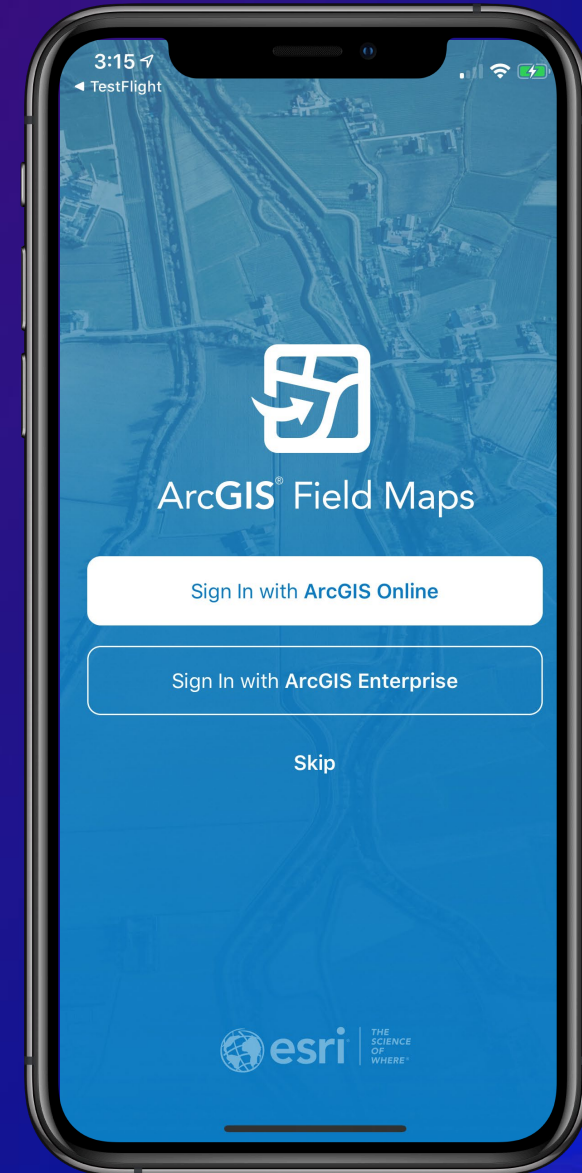 3:15
◀ TestFlight
ArcGIS® Field Maps
Sign In with ArcGIS Online
Sign In with ArcGIS Enterprise
Skip
esri
THE
SCIENCE
OF
WHERE®